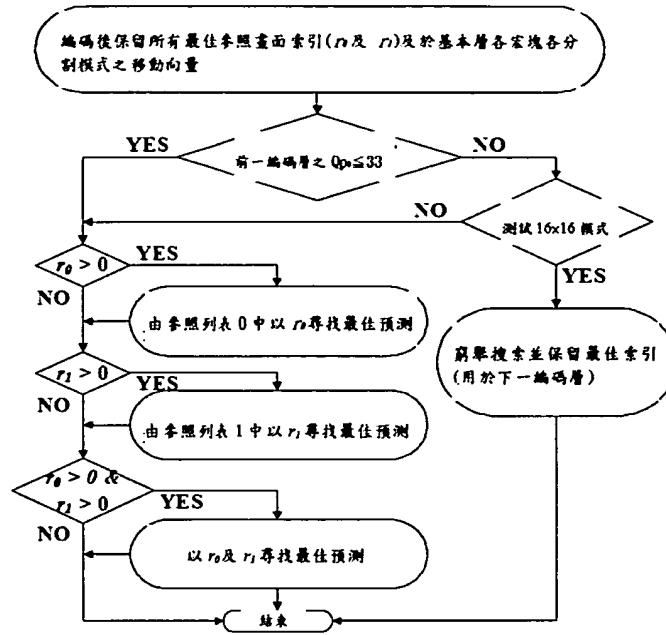 編碼後保留所有最佳參照畫面索引(r₀及 r₁)及於基本層各宏塊各分
割模式之移動向量
YES
NO
前一編碼層之 Qp₀≦33
NO
測試16x16 模式
r₀ > 0
YES
YES
NO
由參照列表 0 中以 r₀ 尋找最佳預測
窮舉搜索並保留最佳索引
(用於下一編碼層)
r₁ > 0
YES
NO
由參照列表 1 中以 r₁ 尋找最佳預測
r₀ > 0 &
r₁ > 0
YES
NO
以 r₀及 r₁ 尋找最佳預測
結束